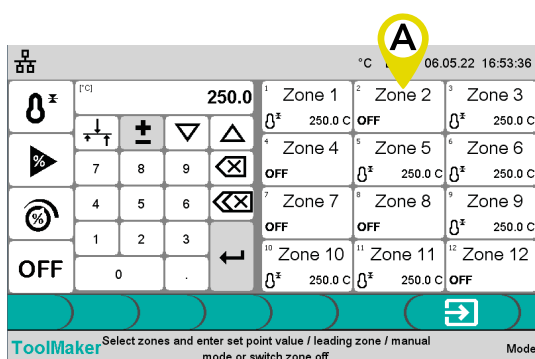 A
°C
06.05.22 16:53:36
[°C]
250.0
±
7 8 9
4 5 6
1 2 3
0 .
%
(%)
OFF
1 Zone 1
250.0 C
2 Zone 2
OFF
3 Zone 3
250.0 C
4 Zone 4
OFF
5 Zone 5
250.0 C
6 Zone 6
250.0 C
7 Zone 7
OFF
8 Zone 8
OFF
9 Zone 9
250.0 C
10 Zone 10
250.0 C
11 Zone 11
250.0 C
12 Zone 12
OFF
ToolMaker
Select zones and enter set point value / leading zone / manual
mode or switch zone off
Mode